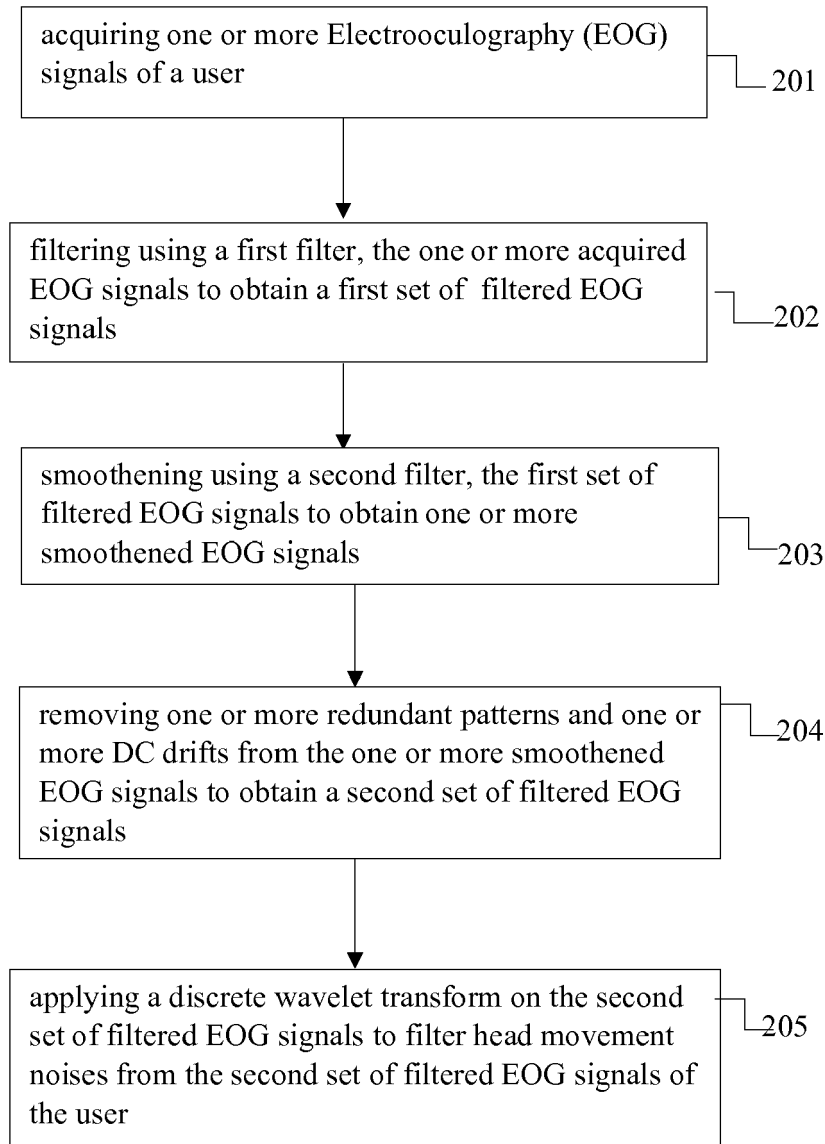 acquiring one or more Electrooculography (EOG)
signals of a user
201
filtering using a first filter, the one or more acquired
EOG signals to obtain a first set of filtered EOG
signals
202
smoothening using a second filter, the first set of
filtered EOG signals to obtain one or more
smoothened EOG signals
203
removing one or more redundant patterns and one or
more DC drifts from the one or more smoothened
EOG signals to obtain a second set of filtered EOG
signals
204
applying a discrete wavelet transform on the second
set of filtered EOG signals to filter head movement
noises from the second set of filtered EOG signals of
the user
205